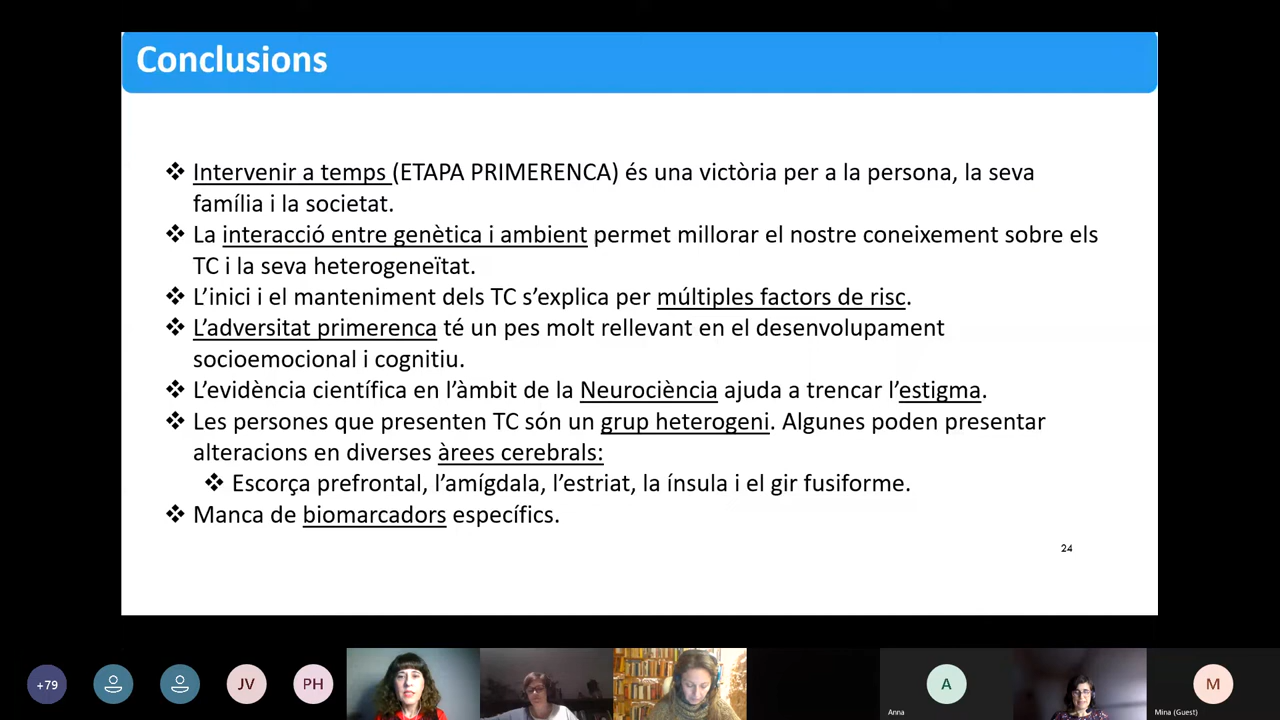 Conclusions
❖ Intervenir a temps (ETAPA PRIMERENCA) és una victòria per a la persona, la seva
família i la societat.
❖ La interacció entre genètica i ambient permet millorar el nostre coneixement sobre els
TC i la seva heterogeneïtat.
❖ L’inici i el manteniment dels TC s’explica per múltiples factors de risc.
❖ L’adversitat primerenca té un pes molt rellevant en el desenvolupament
socioemocional i cognitiu.
❖ L’evidència científica en l’àmbit de la Neurociència ajuda a trencar l’estigma.
❖ Les persones que presenten TC són un grup heterogeni. Algunes poden presentar
alteracions en diverses àrees cerebrals:
❖ Escorça prefrontal, l’amígdala, l’estriat, la ínsula i el gir fusiforme.
❖ Manca de biomarcadors específics.
24
+79
JV
PH
A
Anna
M
Mina (Guest)